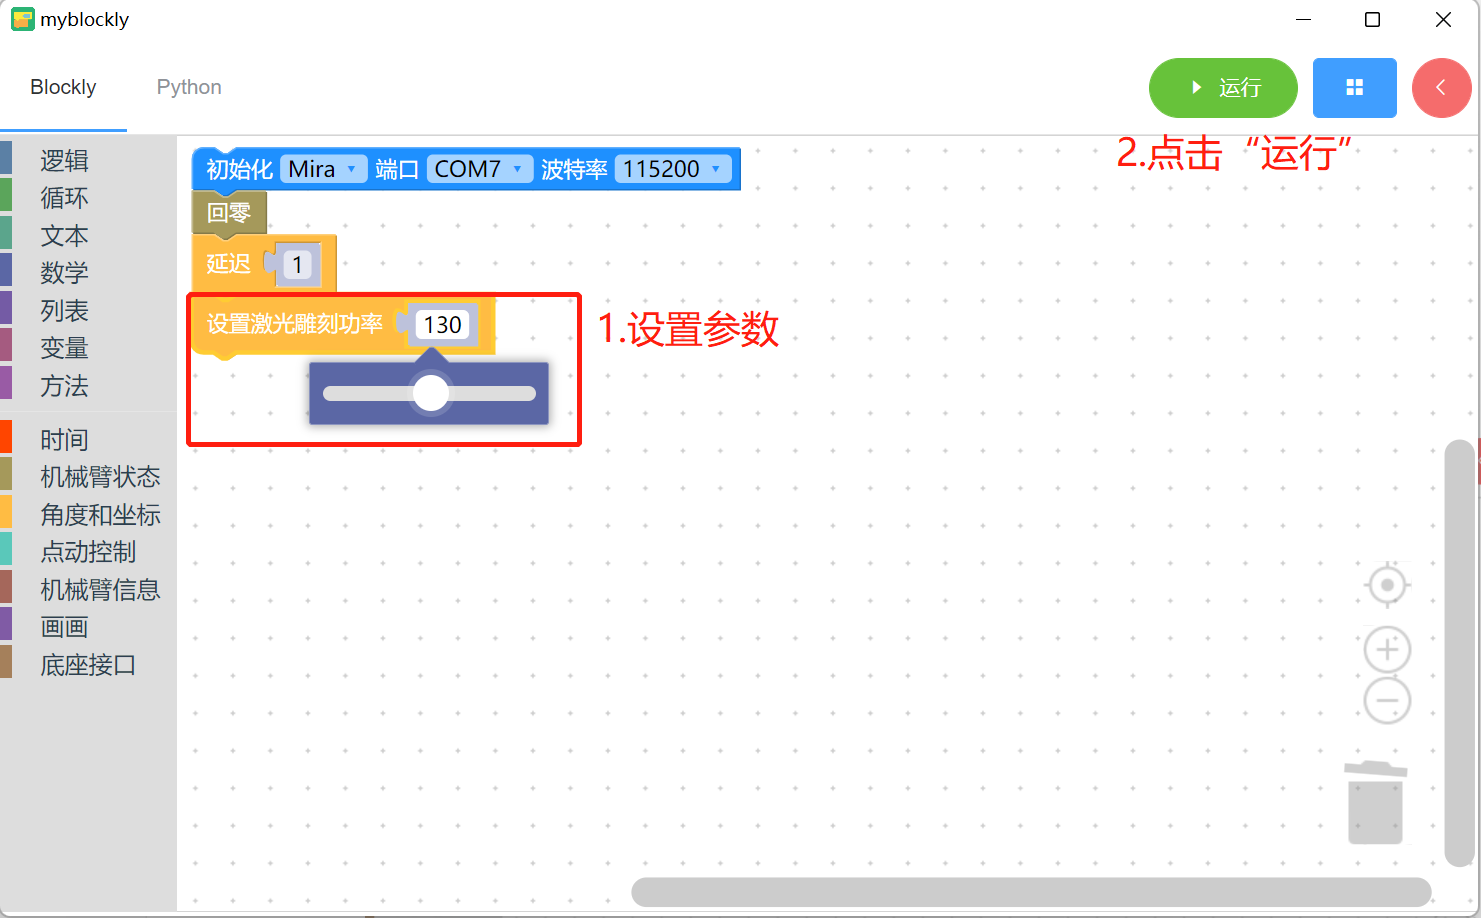 myblockly
Blockly Python 运行
2.点击“运行”
初始化 Mira 端口 COM7 波特率 115200
回零
延迟 1
设置激光雕刻功率 130
1.设置参数
逻辑
循环
文本
数学
列表
变量
方法
时间
机械臂状态
角度和坐标
点动控制
机械臂信息
画画
底座接口